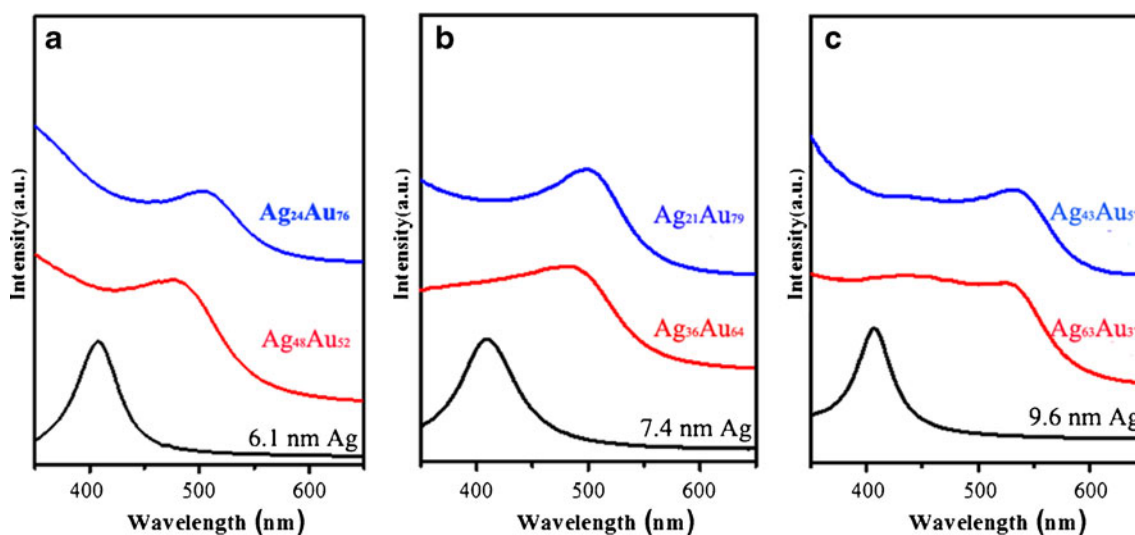 a
Intensity(a.u.)
Ag₂₄Au₇₆
Ag₄₈Au₅₂
6.1 nm Ag
400 500 600
Wavelength (nm)
b
Intensity(a.u.)
Ag₂₁Au₇₉
Ag₃₆Au₆₄
7.4 nm Ag
400 500 600
Wavelength (nm)
c
Intensity(a.u.)
9.6 nm Ag
400 500 600
Wavelength (nm)